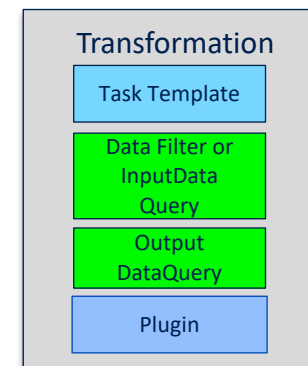 Transformation
Task Template
Data Filter or
InputData
Query
Output
DataQuery
Plugin